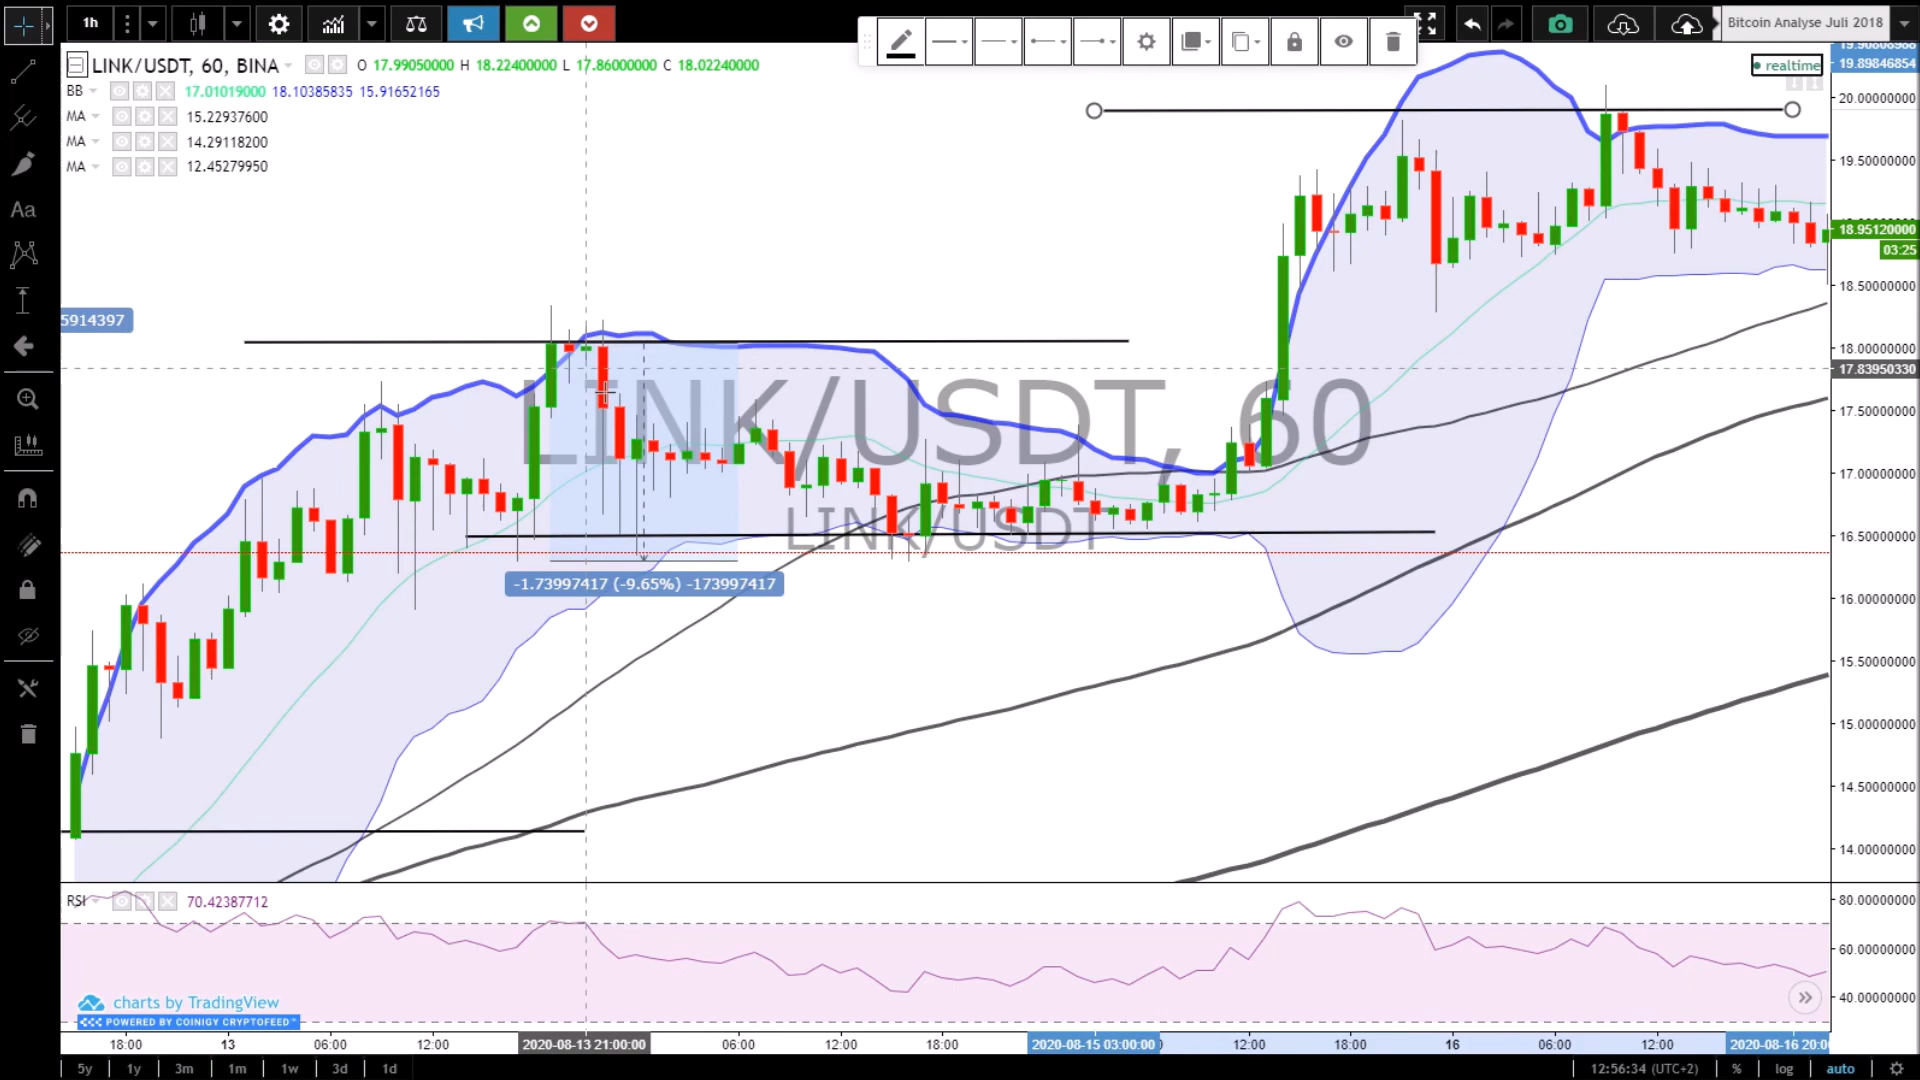 1h
Bitcoin Analyse Juli 2018
LINK/USDT, 60, BINA O 17.99050000 H 18.22400000 L 17.86000000 C 18.02240000
realtime
BB 17.01019000 18.10385835 15.91652165
MA 15.22937600
MA 14.29118200
MA 12.45279950
5914397
LINK/USDT, 60
LINK/USDT
-1.73997417 (-9.65%) -173997417
19.89846854
20.00000000
19.50000000
18.95120000
03:25
18.50000000
18.00000000
17.83950330
17.50000000
17.00000000
16.50000000
16.00000000
15.50000000
15.00000000
14.50000000
14.00000000
RSI 70.42387712
80.00000000
60.00000000
40.00000000
charts by TradingView
POWERED BY COINIGY CRYPTOFEED
18:00 13 06:00 12:00 2020-08-13 21:00:00 06:00 12:00 18:00 2020-08-15 03:00:00 12:00 18:00 16 06:00 12:00 2020-08-16 20:0
5y 1y 3m 1m 1w 3d 1d 12:56:34 (UTC+2) % log auto
Aa